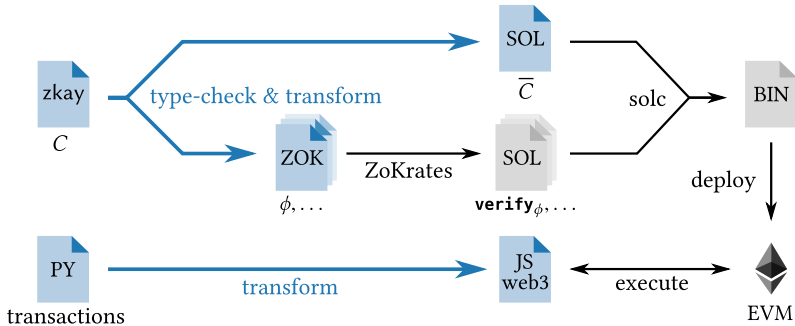 SOL
C̅
zkay
C
type-check & transform
solc
BIN
ZOK
ϕ, . . .
ZoKrates
SOL
verifyϕ, . . .
deploy
PY
transactions
transform
JS
web3
execute
EVM